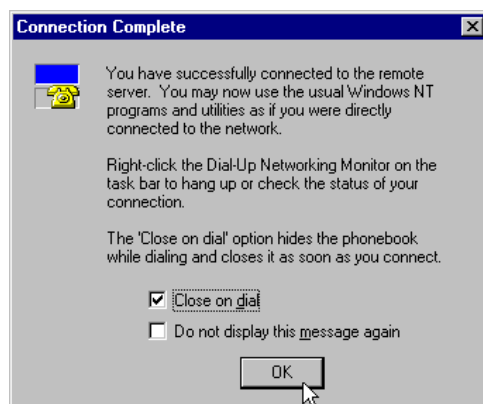 Connection Complete
You have successfully connected to the remote
server. You may now use the usual Windows NT
programs and utilities as if you were directly
connected to the network.
Right-click the Dial-Up Networking Monitor on the
task bar to hang up or check the status of your
connection.
The 'Close on dial' option hides the phonebook
while dialing and closes it as soon as you connect.
Close on dial
Do not display this message again
OK